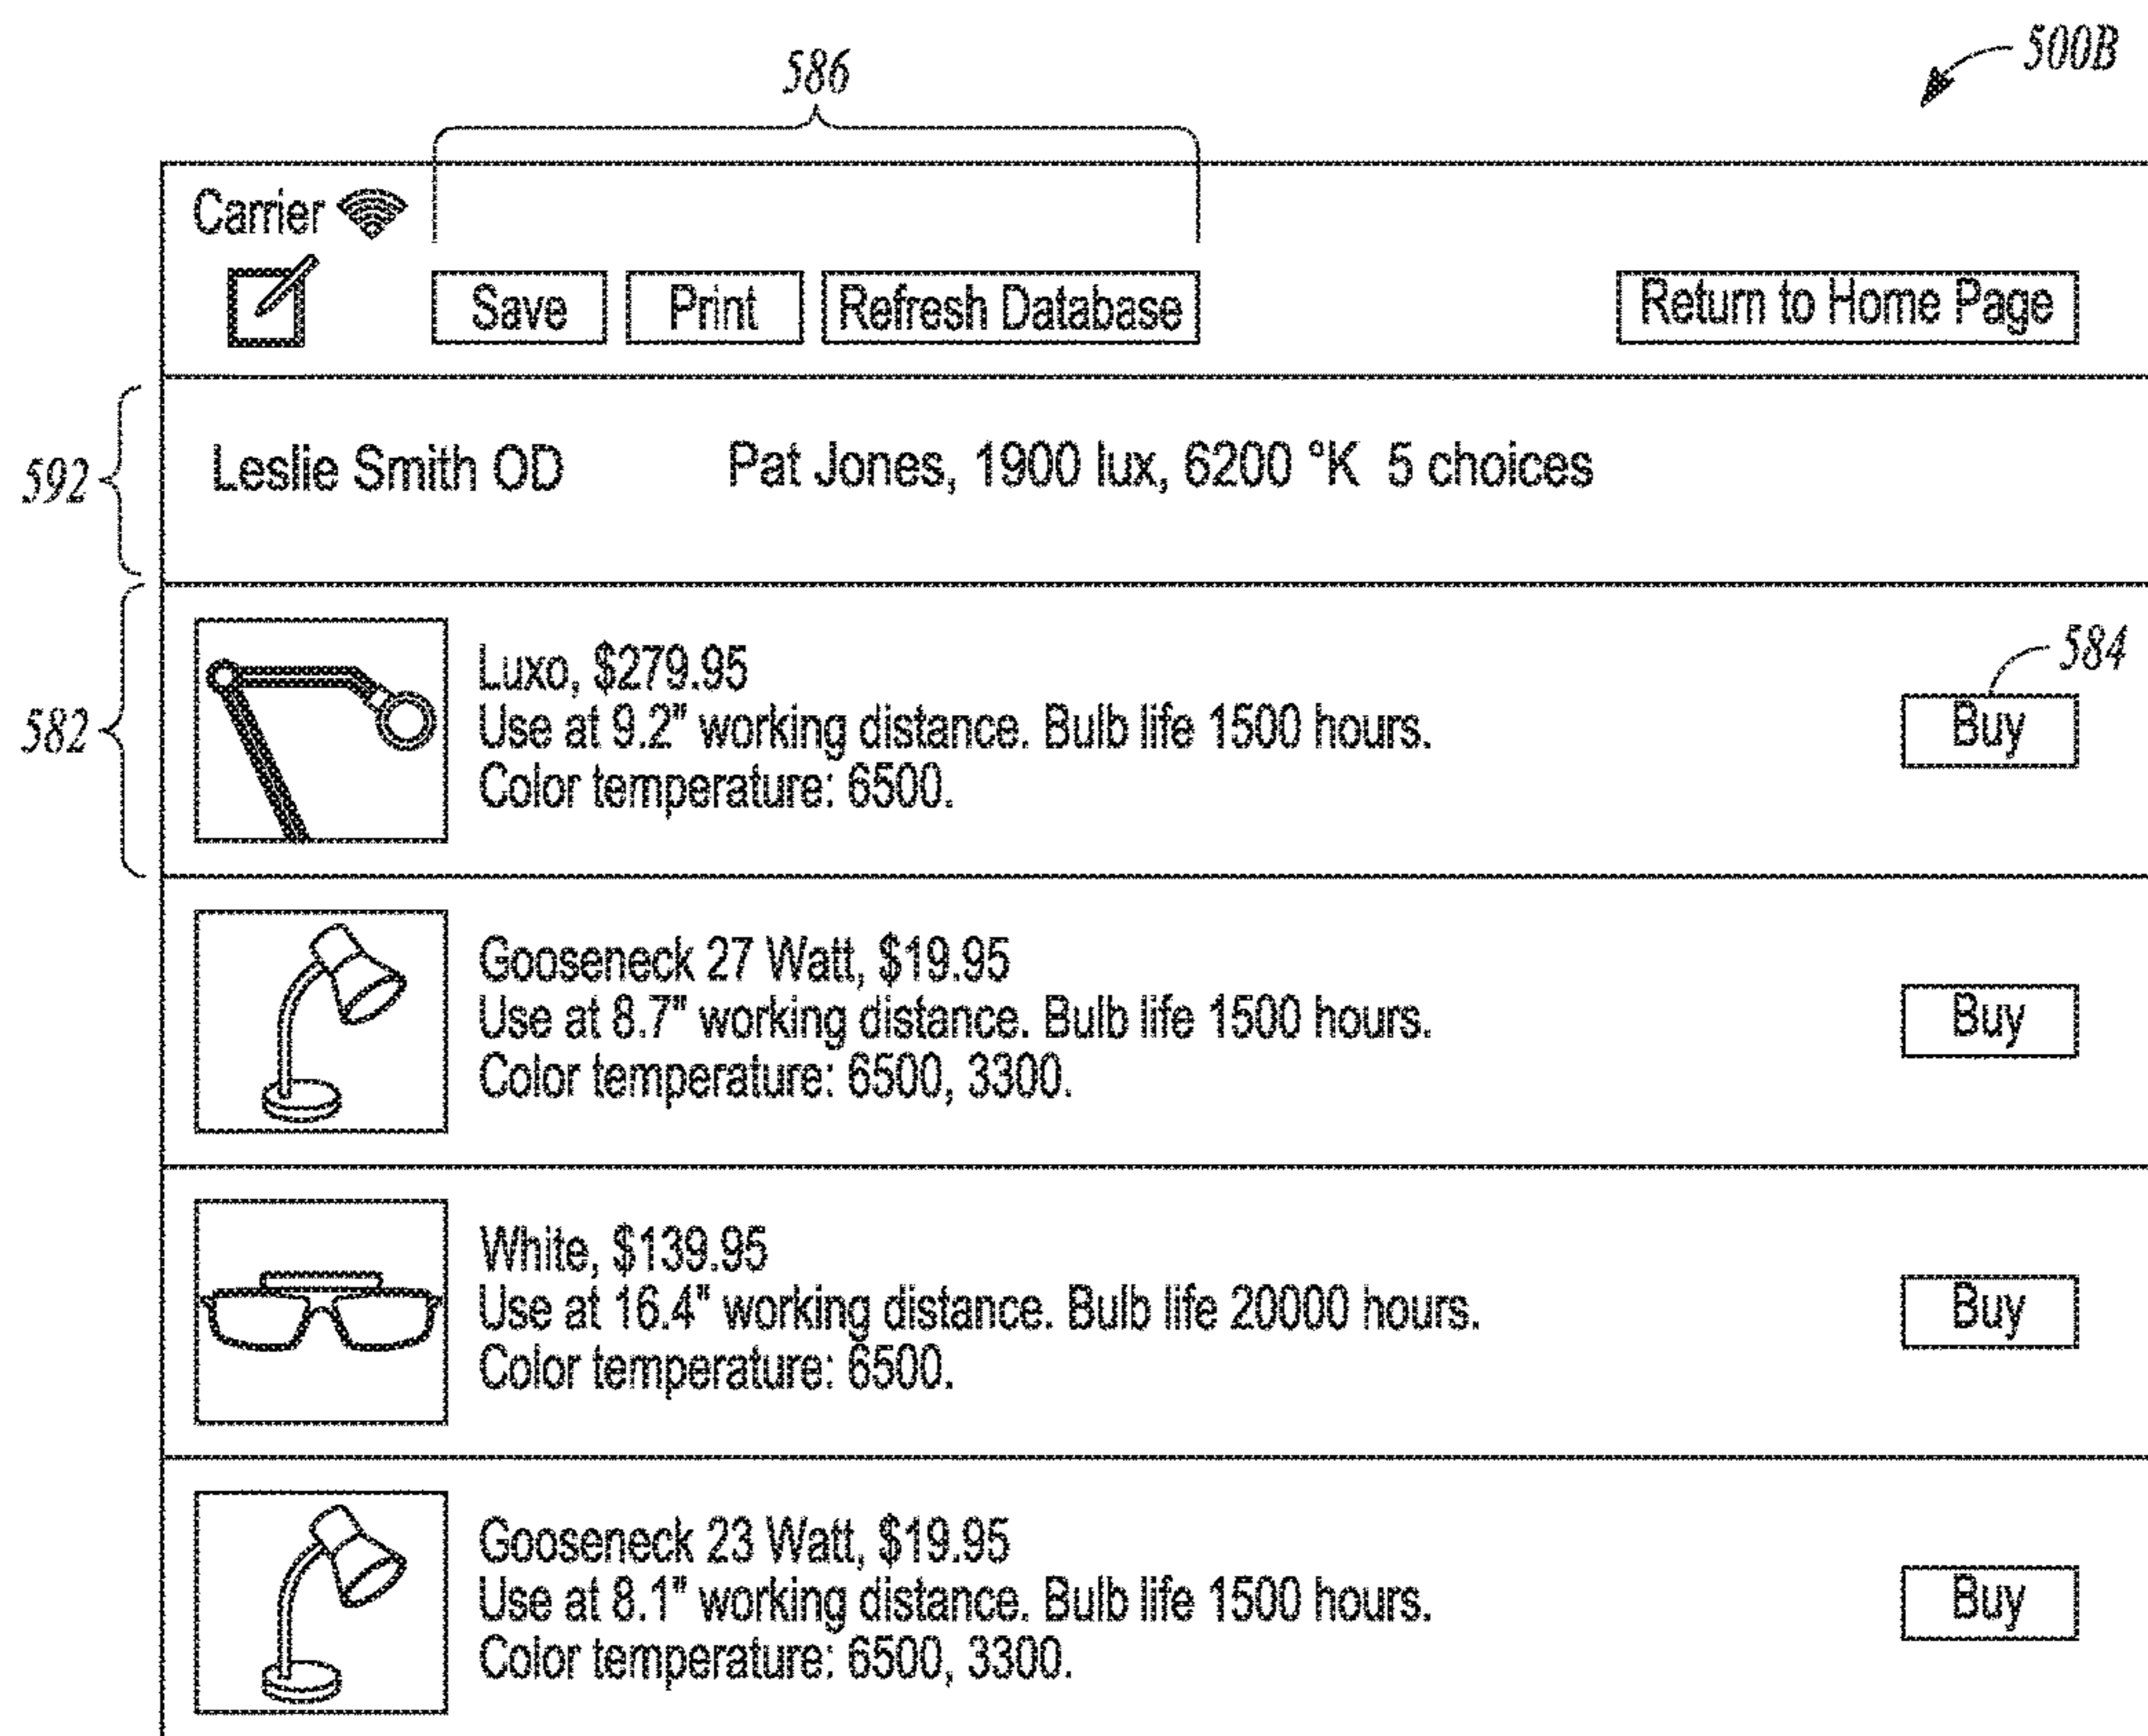 500B
586
Carrier
Save Print Refresh Database Return to Home Page
592
Leslie Smith OD Pat Jones, 1900 lux, 6200 °K 5 choices
582
Luxo, $279.95
Use at 9.2" working distance. Bulb life 1500 hours.
Color temperature: 6500.
584
Buy
Gooseneck 27 Watt, $19.95
Use at 8.7" working distance. Bulb life 1500 hours.
Color temperature: 6500, 3300.
Buy
White, $139.95
Use at 16.4" working distance. Bulb life 20000 hours.
Color temperature: 6500.
Buy
Gooseneck 23 Watt, $19.95
Use at 8.1" working distance. Bulb life 1500 hours.
Color temperature: 6500, 3300.
Buy